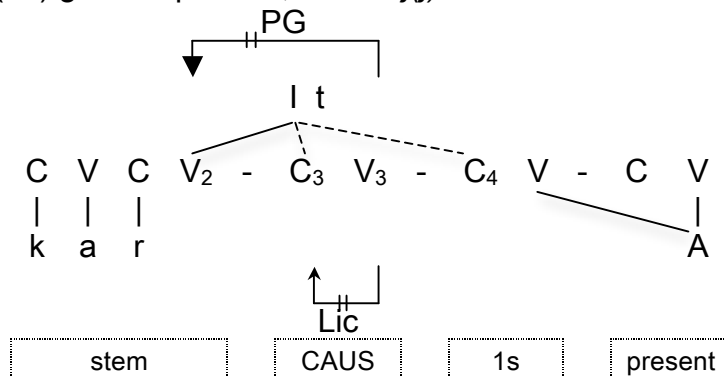 PG
I t
C V C V₂ - C₃ V₃ - C₄ V - C V
k a r A
Lic
stem CAUS 1s present